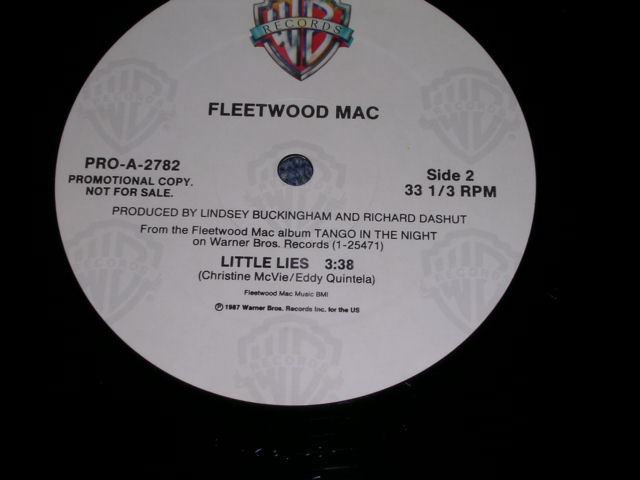 RECORDS
FLEETWOOD MAC
PRO-A-2782
PROMOTIONAL COPY.
NOT FOR SALE.
Side 2
33 1/3 RPM
PRODUCED BY LINDSEY BUCKINGHAM AND RICHARD DASHUT
From the Fleetwood Mac album TANGO IN THE NIGHT
on Warner Bros. Records (1-25471)
LITTLE LIES 3:38
(Christine McVie/Eddy Quintela)
Fleetwood Mac Music BMI
℗ 1987 Warner Bros. Records Inc. for the US